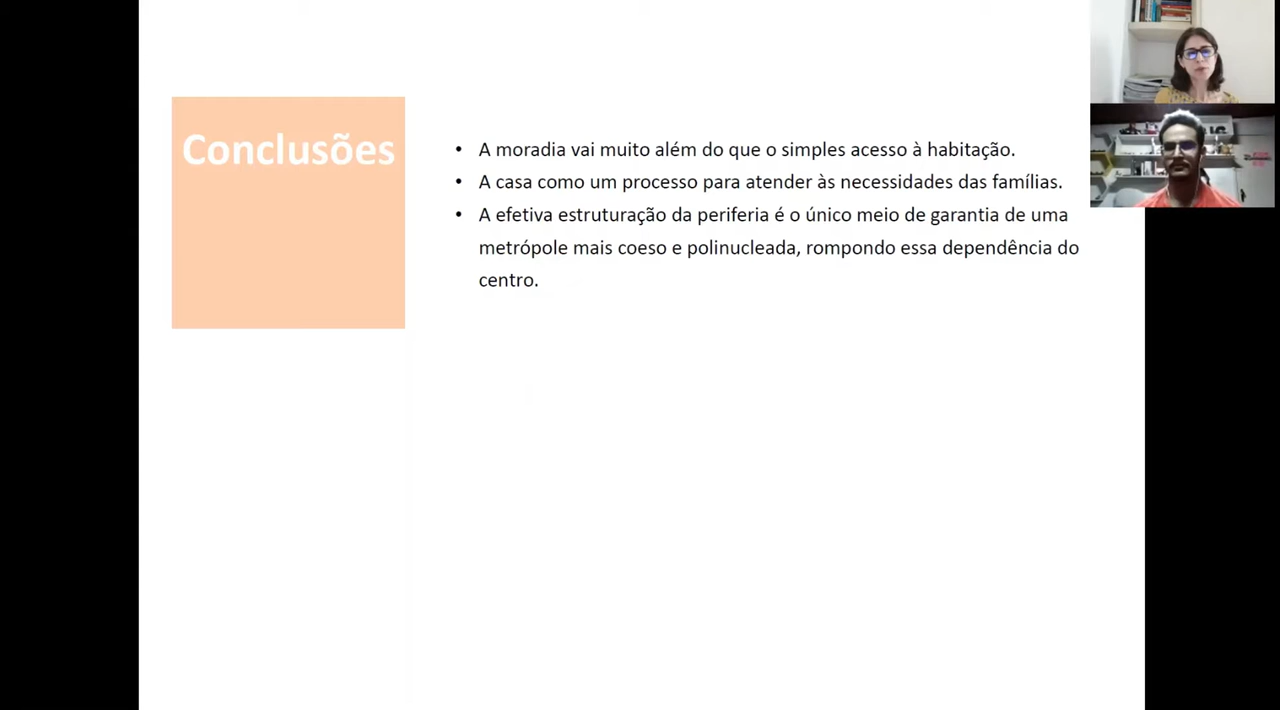 Conclusões
• A moradia vai muito além do que o simples acesso à habitação.
• A casa como um processo para atender às necessidades das famílias.
• A efetiva estruturação da periferia é o único meio de garantia de uma
metrópole mais coeso e polinucleada, rompondo essa dependência do
centro.